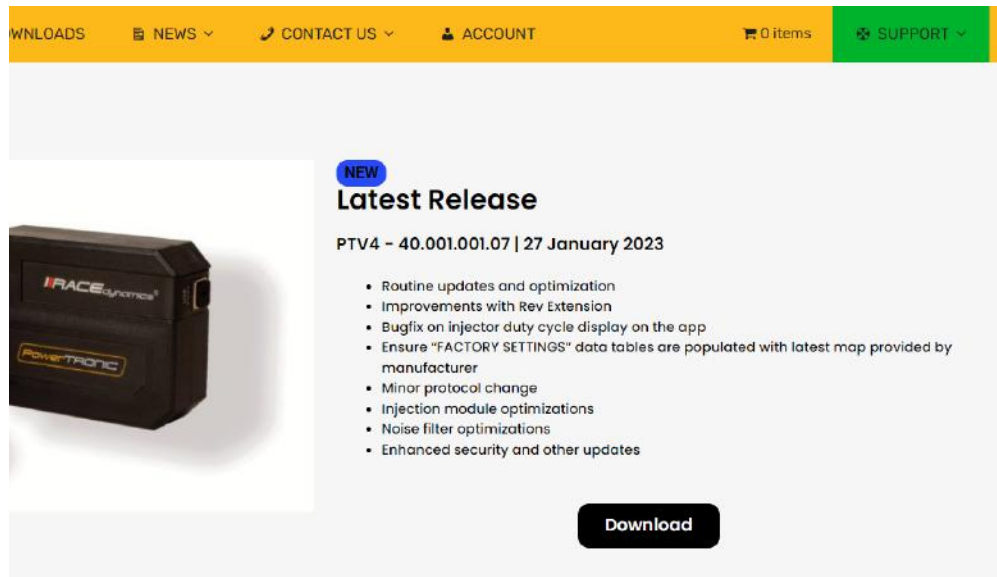 WNLOADS
NEWS
CONTACT US
ACCOUNT
0 items
SUPPORT
NEW
Latest Release
PTV4 - 40.001.001.07 | 27 January 2023
Routine updates and optimization
Improvements with Rev Extension
Bugfix on injector duty cycle display on the app
Ensure "FACTORY SETTINGS" data tables are populated with latest map provided by
manufacturer
Minor protocol change
Injection module optimizations
Noise filter optimizations
Enhanced security and other updates
RACEdynamics®
PowerTRONIC
Download